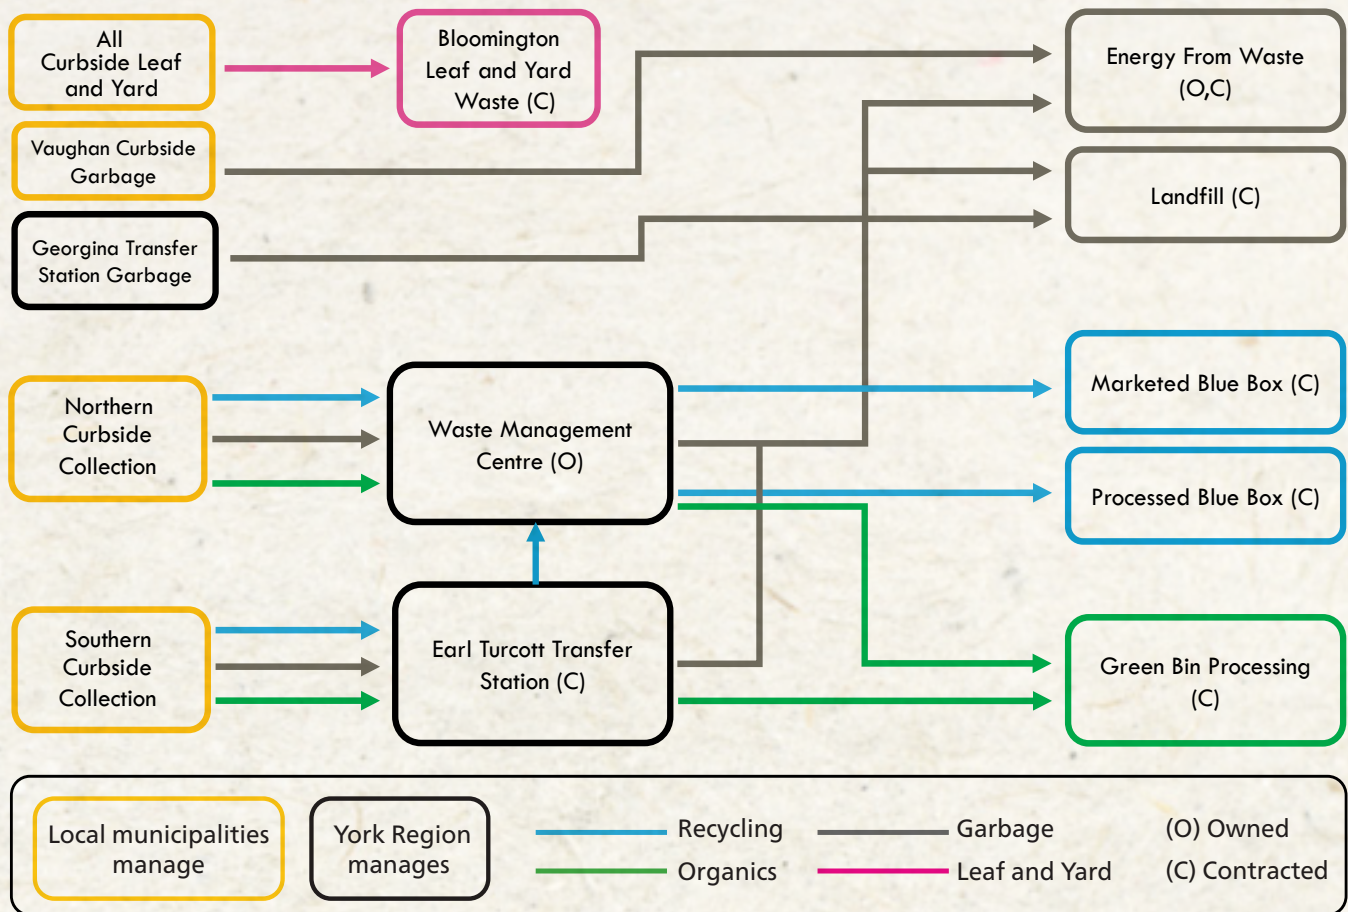 All
Curbside Leaf
and Yard
Bloomington
Leaf and Yard
Waste (C)
Energy From Waste
(O,C)
Vaughan Curbside
Garbage
Landfill (C)
Georgina Transfer
Station Garbage
Northern
Curbside
Collection
Waste Management
Centre (O)
Marketed Blue Box (C)
Processed Blue Box (C)
Southern
Curbside
Collection
Earl Turcott Transfer
Station (C)
Green Bin Processing
(C)
Local municipalities
manage
York Region
manages
Recycling
Organics
Garbage
Leaf and Yard
(O) Owned
(C) Contracted